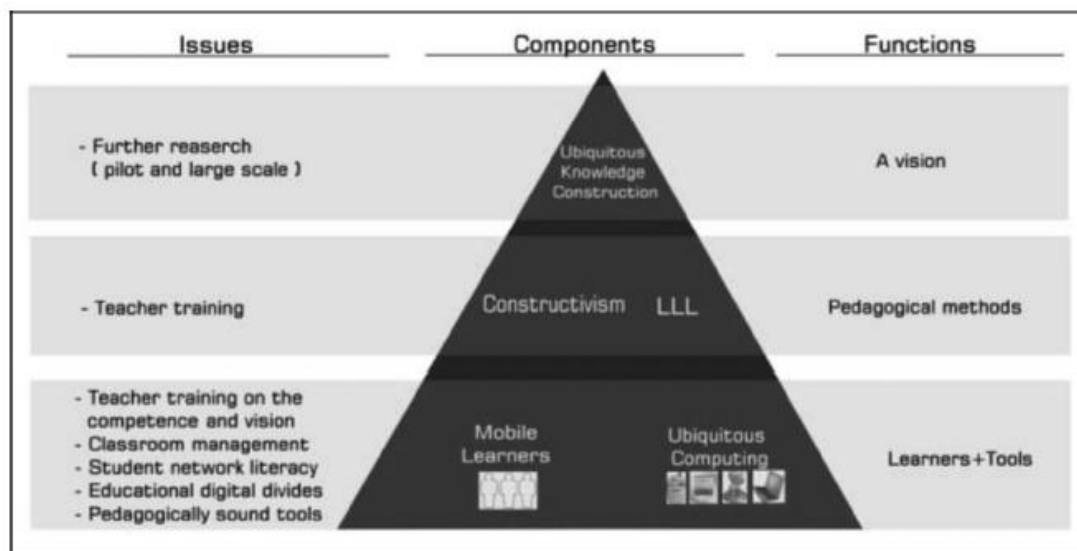 Issues Components Functions
- Further reaserch
( pilot and large scale )
Ubiquitous
Knowledge
Construction
A vision
- Teacher training
Constructivism LLL
Pedagogical methods
- Teacher training on the
competence and vision
- Classroom management
- Student network literacy
- Educational digital divides
- Pedagogically sound tools
Mobile
Learners
Ubiquitous
Computing
Learners+Tools